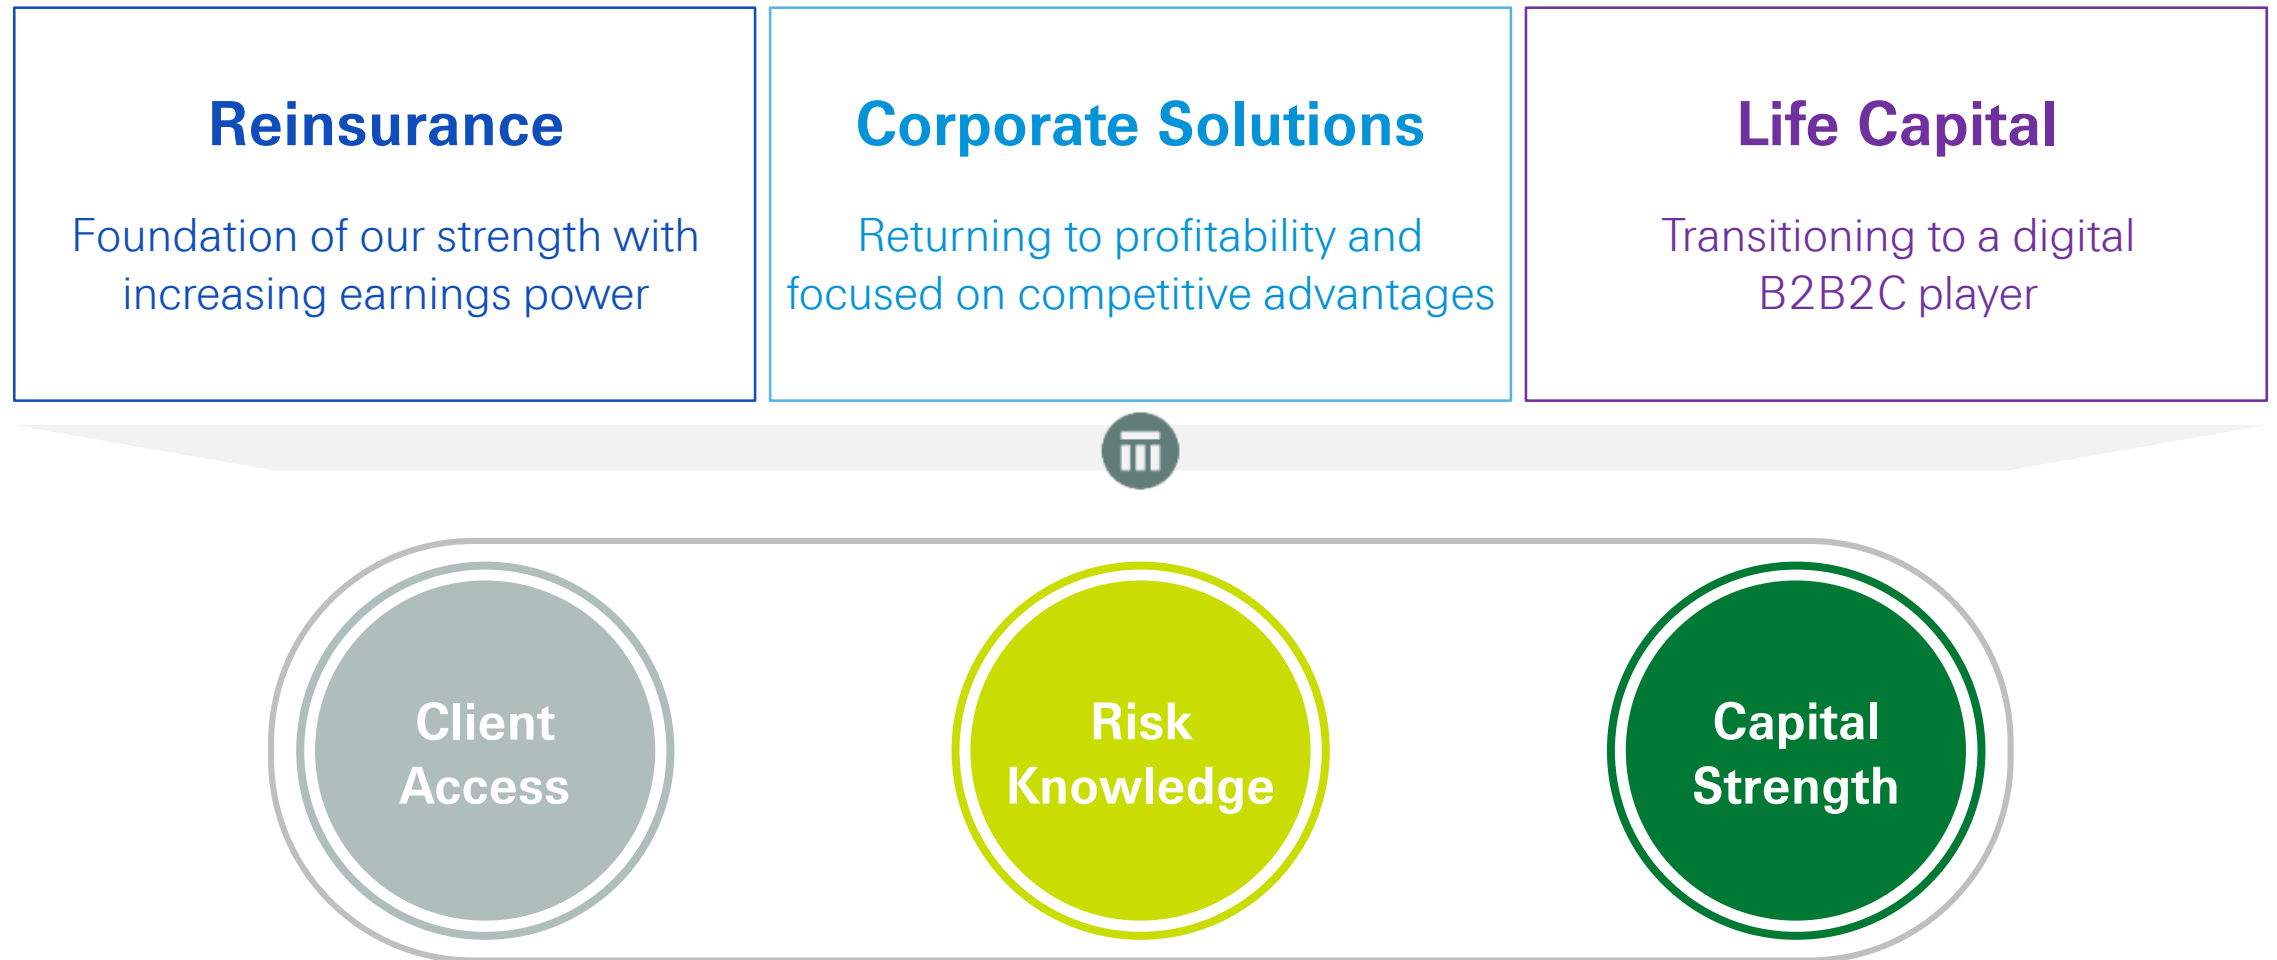 Reinsurance
Foundation of our strength with
increasing earnings power
Corporate Solutions
Returning to profitability and
focused on competitive advantages
Life Capital
Transitioning to a digital
B2B2C player
Client
Access
Risk
Knowledge
Capital
Strength